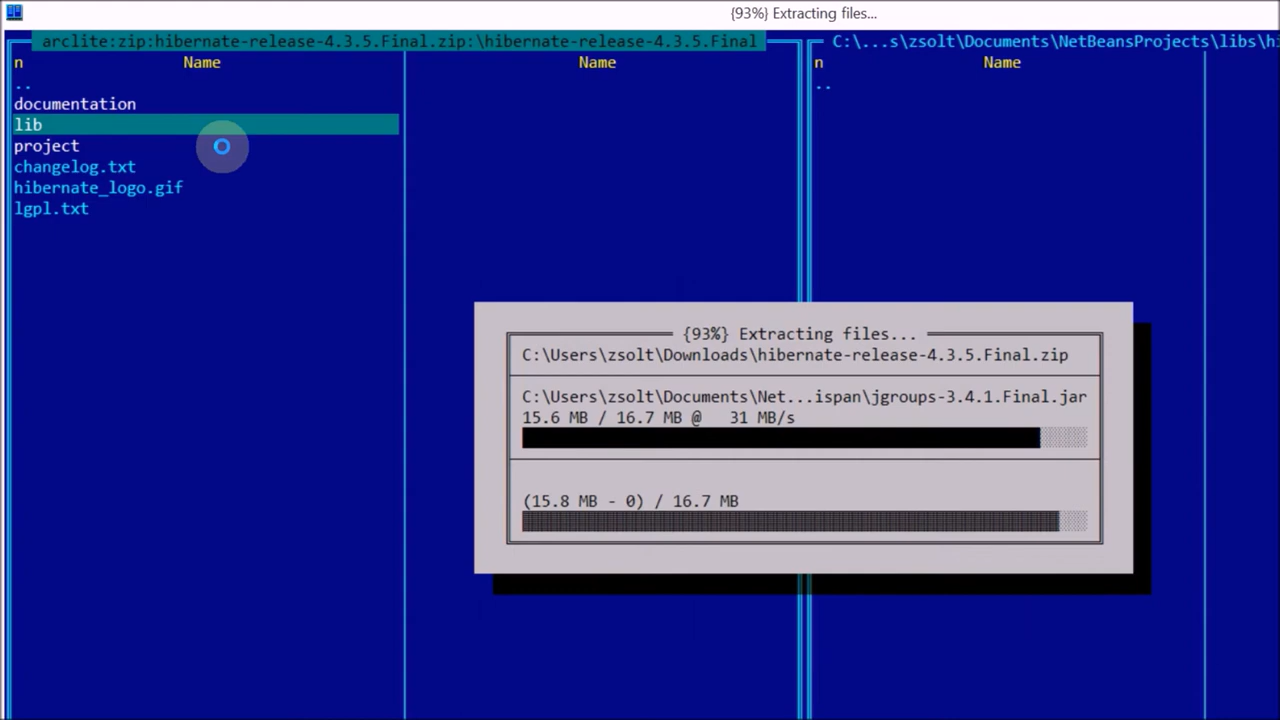 {93%} Extracting files...
arclite:zip:hibernate-release-4.3.5.Final.zip:\hibernate-release-4.3.5.Final
C:\...s\zsolt\Documents\NetBeansProjects\libs\hi
n Name Name n Name
..
..
documentation
lib
project
changelog.txt
hibernate_logo.gif
lgpl.txt
{93%} Extracting files...
C:\Users\zsolt\Downloads\hibernate-release-4.3.5.Final.zip
C:\Users\zsolt\Documents\Net...ispan\jgroups-3.4.1.Final.jar
15.6 MB / 16.7 MB @ 31 MB/s
(15.8 MB - 0) / 16.7 MB